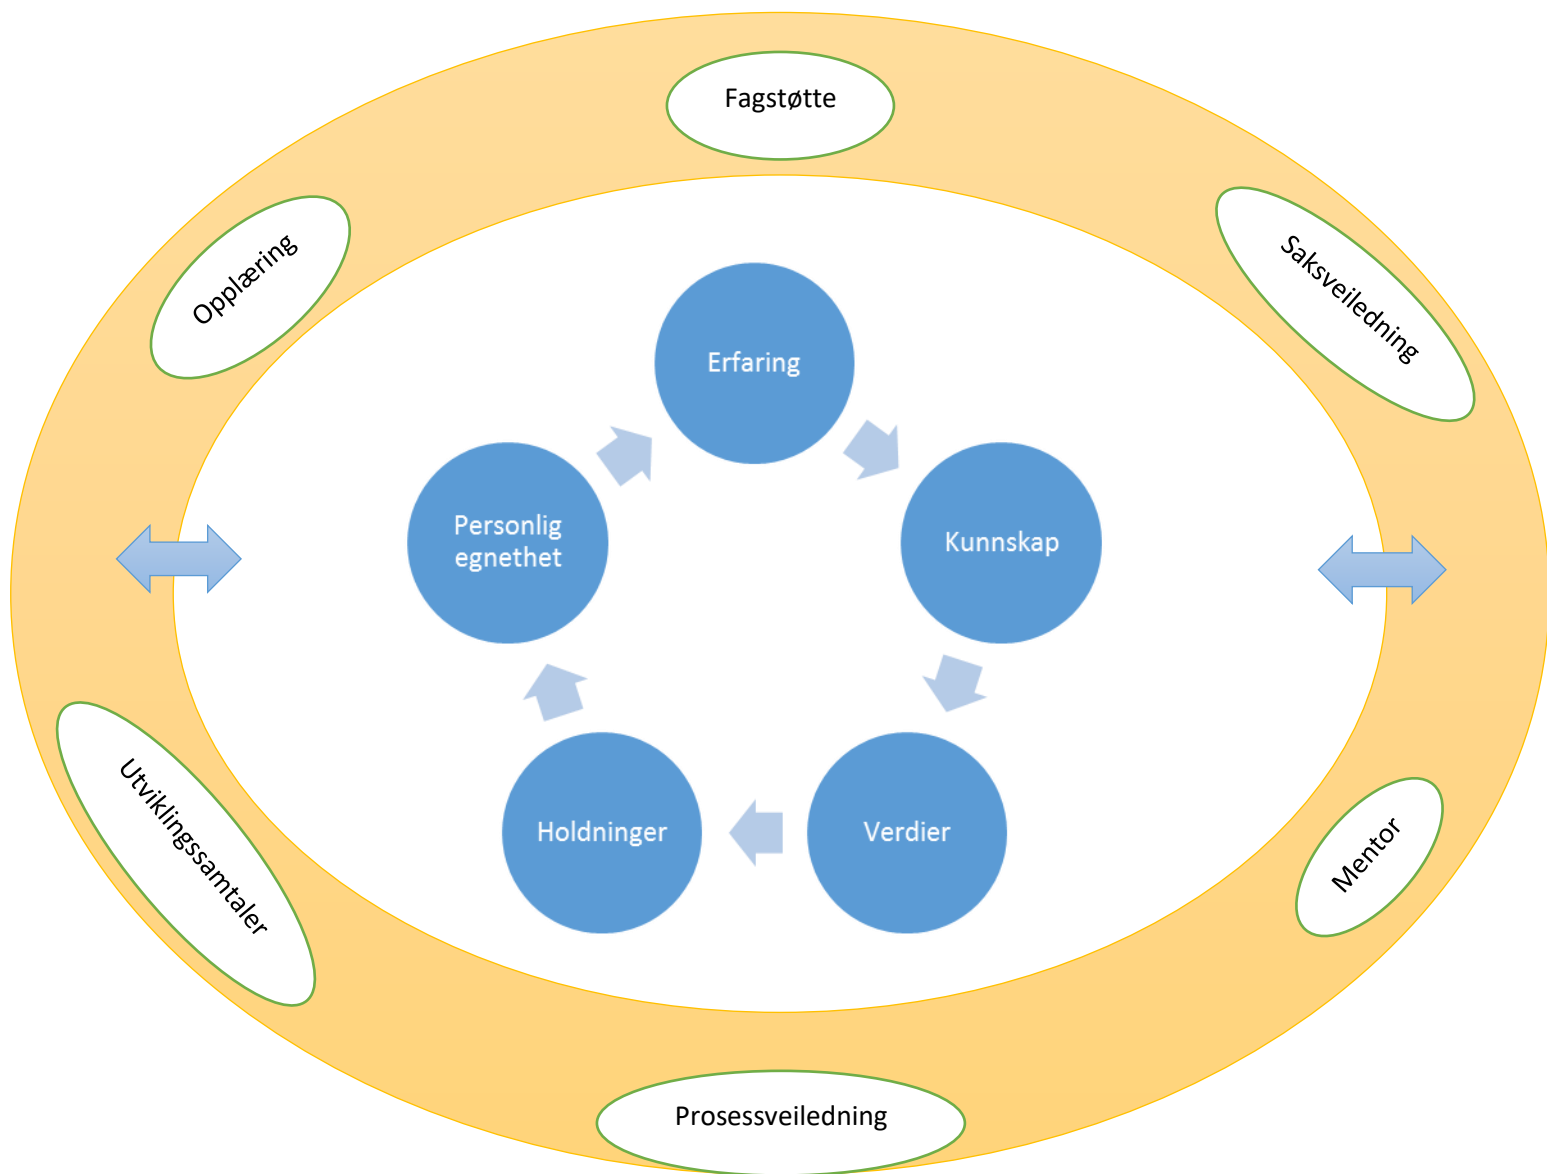 Fagstøtte
Opplæring
Saksveiledning
Erfaring
Personlig
egnethet
Kunnskap
Holdninger
Verdier
Utviklingssamtaler
Mentor
Prosessveiledning